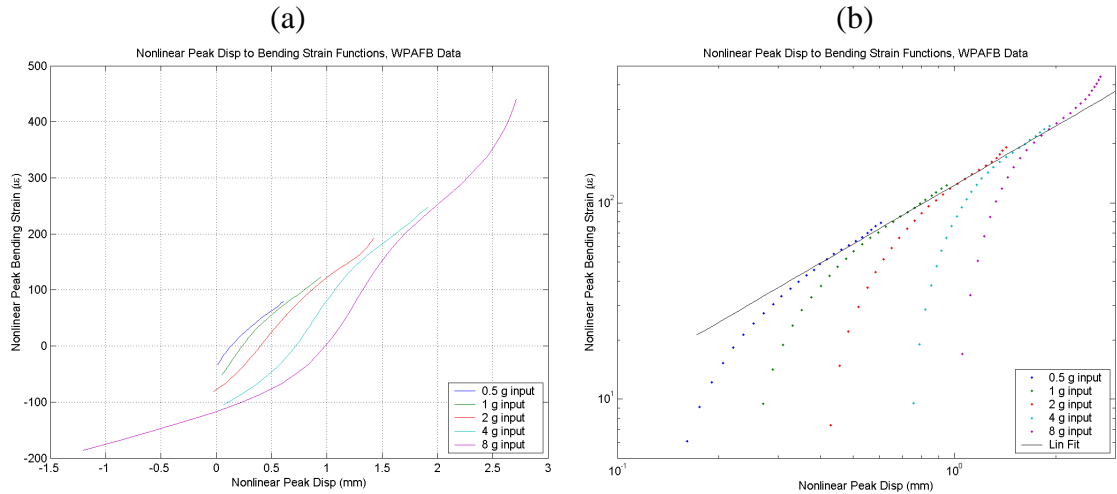 (a)
Nonlinear Peak Disp to Bending Strain Functions, WPAFB Data
500
400
300
200
100
0
-100
-200
Nonlinear Peak Bending Strain (με)
-1.5
-1
-0.5
0
0.5
1
1.5
2
2.5
3
Nonlinear Peak Disp (mm)
0.5 g input
1 g input
2 g input
4 g input
8 g input
(b)
Nonlinear Peak Disp to Bending Strain Functions, WPAFB Data
10²
10¹
Nonlinear Peak Bending Strain (με)
10⁻¹
10⁰
Nonlinear Peak Disp (mm)
0.5 g input
1 g input
2 g input
4 g input
8 g input
Lin Fit